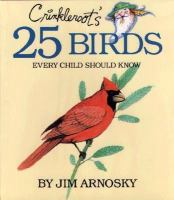 Crinkleroot's
25 BIRDS
EVERY CHILD SHOULD KNOW
BY JIM ARNOSKY